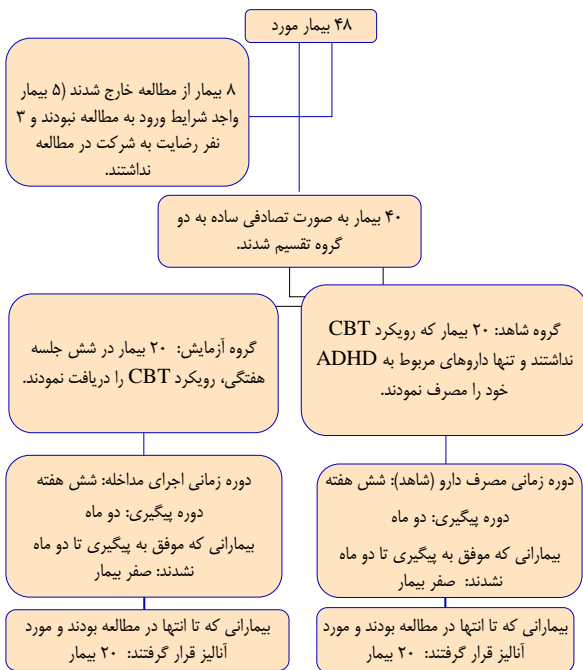 ۴۸ بیمار مورد
۸ بیمار از مطالعه خارج شدند (۵ بیمار
واجد شرایط ورود به مطالعه نبودند و ۳
نفر رضایت به شرکت در مطالعه
نداشتند.
۴۰ بیمار به صورت تصادفی ساده به دو
گروه تقسیم شدند.
گروه شاهد: ۲۰ بیمار که رویکرد CBT
نداشتند و تنها داروهای مربوط به ADHD
خود را مصرف نمودند.
گروه آزمایش: ۲۰ بیمار در شش جلسه
هفتگی، رویکرد CBT را دریافت نمودند.
دوره زمانی مصرف دارو (شاهد): شش هفته
دوره پیگیری: دو ماه
بیمارانی که موفق به پیگیری تا دو ماه
نشدند: صفر بیمار
دوره زمانی اجرای مداخله: شش هفته
دوره پیگیری: دو ماه
بیمارانی که موفق به پیگیری تا دو ماه
نشدند: صفر بیمار
بیمارانی که تا انتها در مطالعه بودند و مورد
آنالیز قرار گرفتند: ۲۰ بیمار
بیمارانی که تا انتها در مطالعه بودند و مورد
آنالیز قرار گرفتند: ۲۰ بیمار